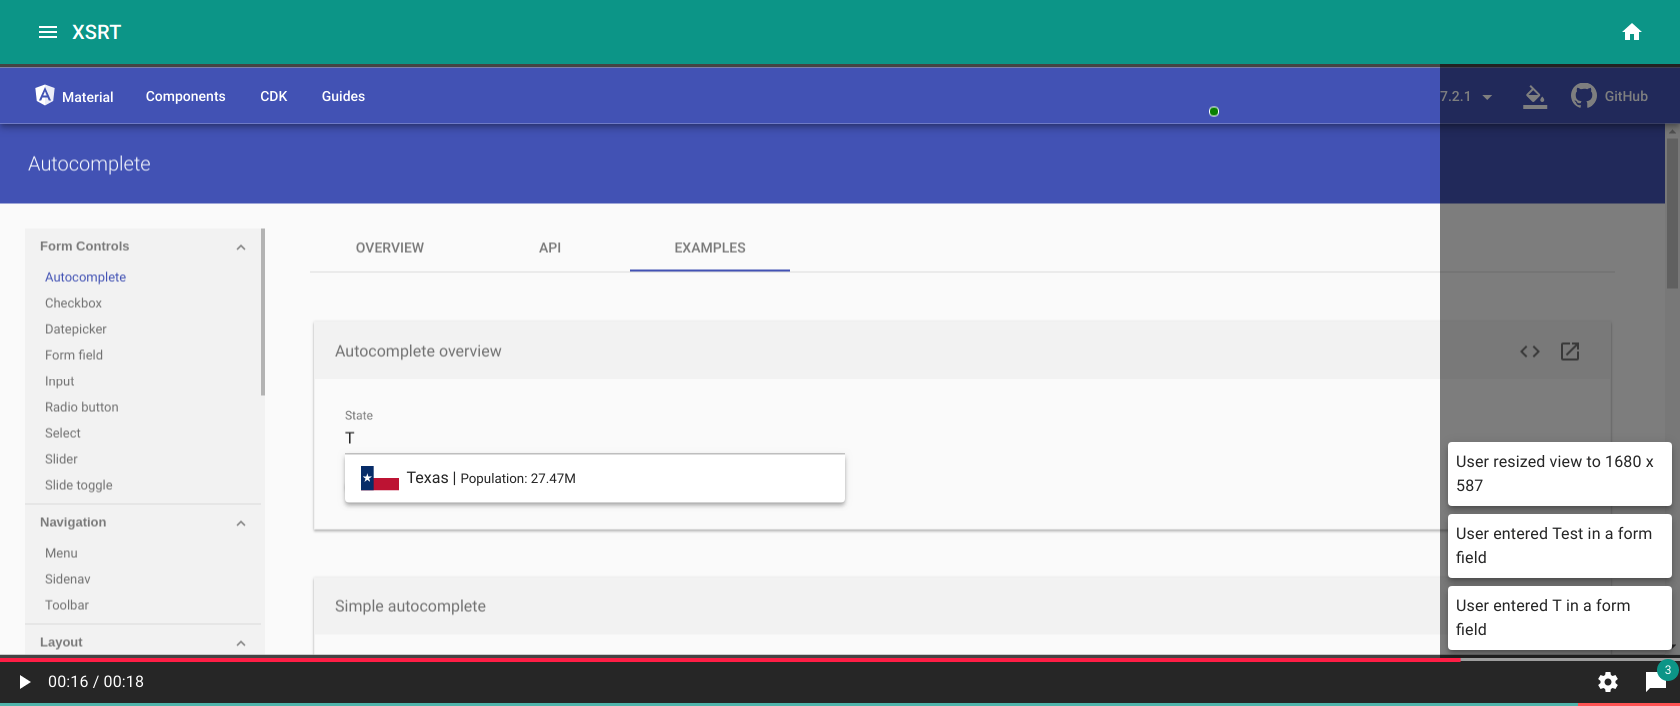 XSRT
Material
Components
CDK
Guides
7.2.1
GitHub
Autocomplete
Form Controls
Autocomplete
Checkbox
Datepicker
Form field
Input
Radio button
Select
Slider
Slide toggle
Navigation
Menu
Sidenav
Toolbar
Layout
OVERVIEW
API
EXAMPLES
Autocomplete overview
State
T
Texas | Population: 27.47M
Simple autocomplete
User resized view to 1680 x
587
User entered Test in a form
field
User entered T in a form
field
00:16 / 00:18
3